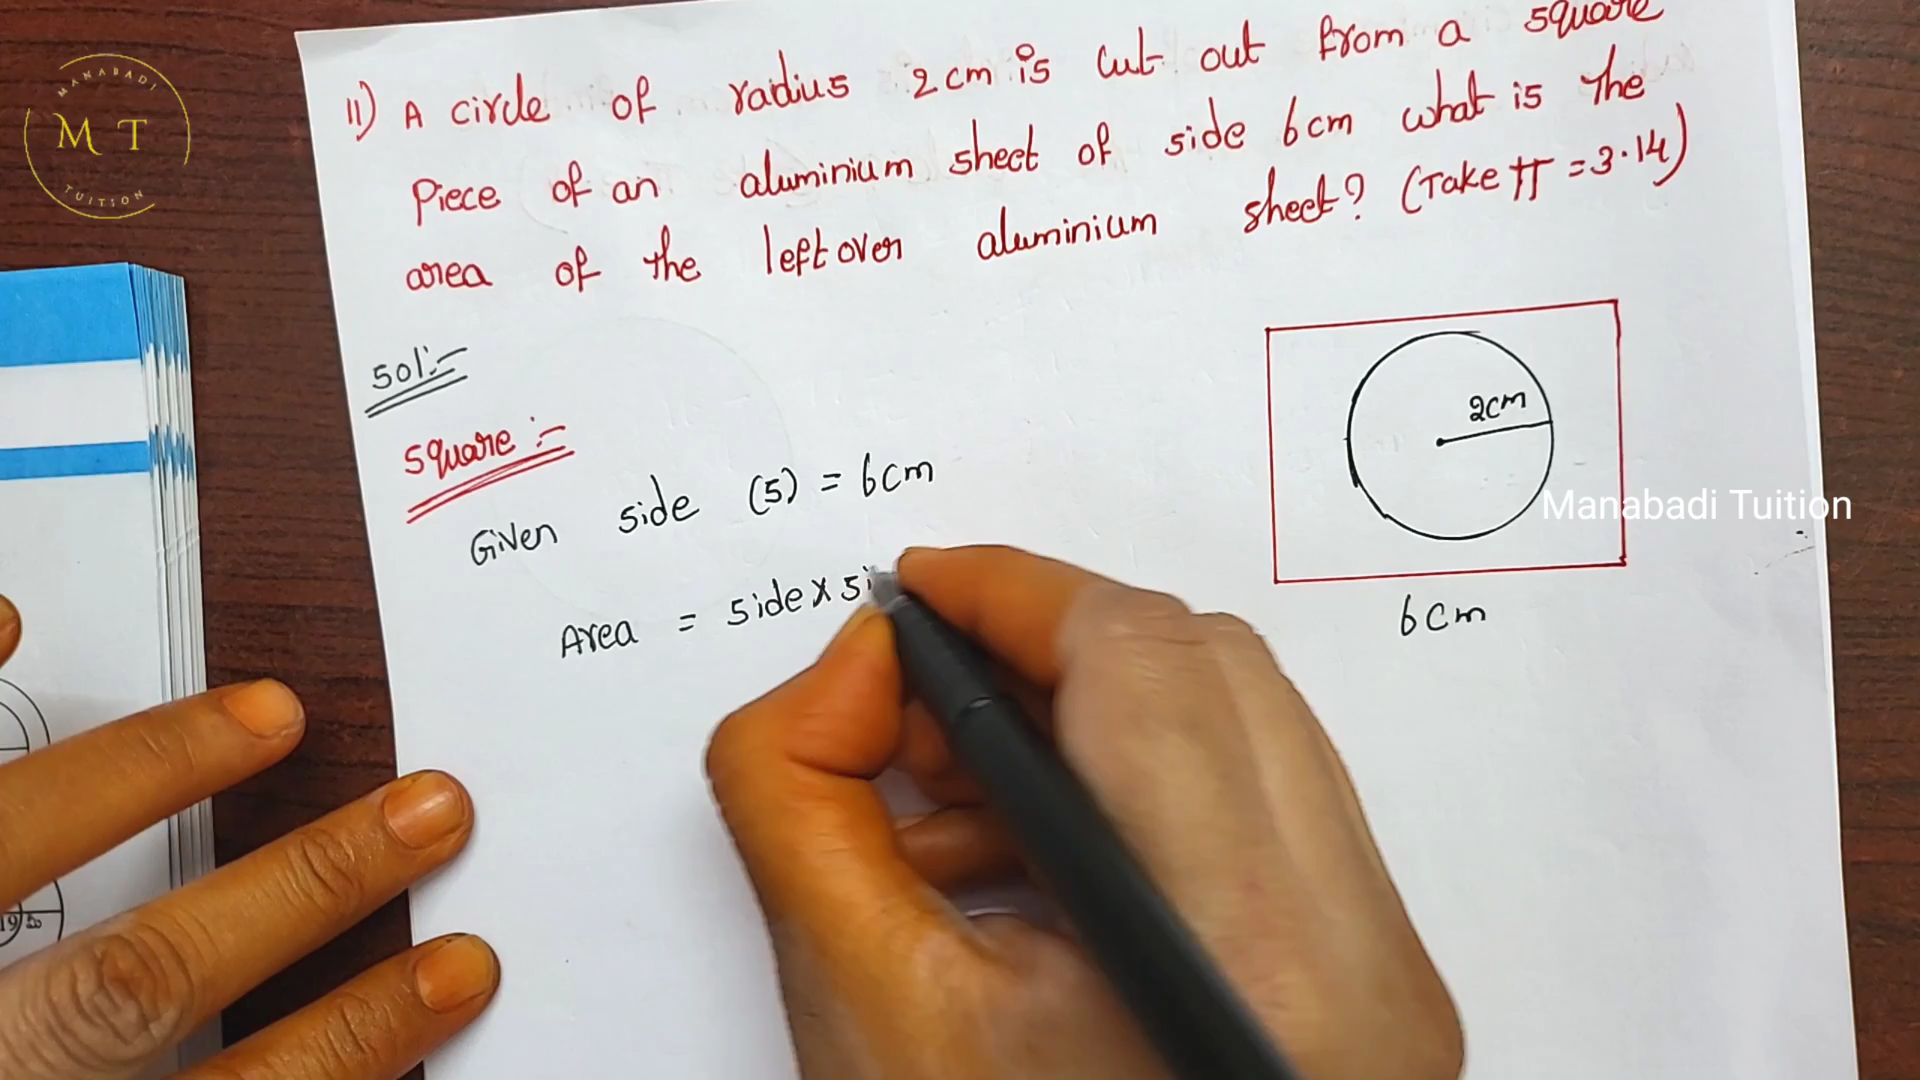 MANABADI
M T
TUITION
11) A circle of radius 2cm is cut out from a square
piece of an aluminium sheet of side 6cm what is the
area of the leftover aluminium sheet? (Take π = 3.14)
Sol:-
Square:-
Given side (s) = 6cm
Area = side x si
2cm
Manabadi Tuition
6cm
19